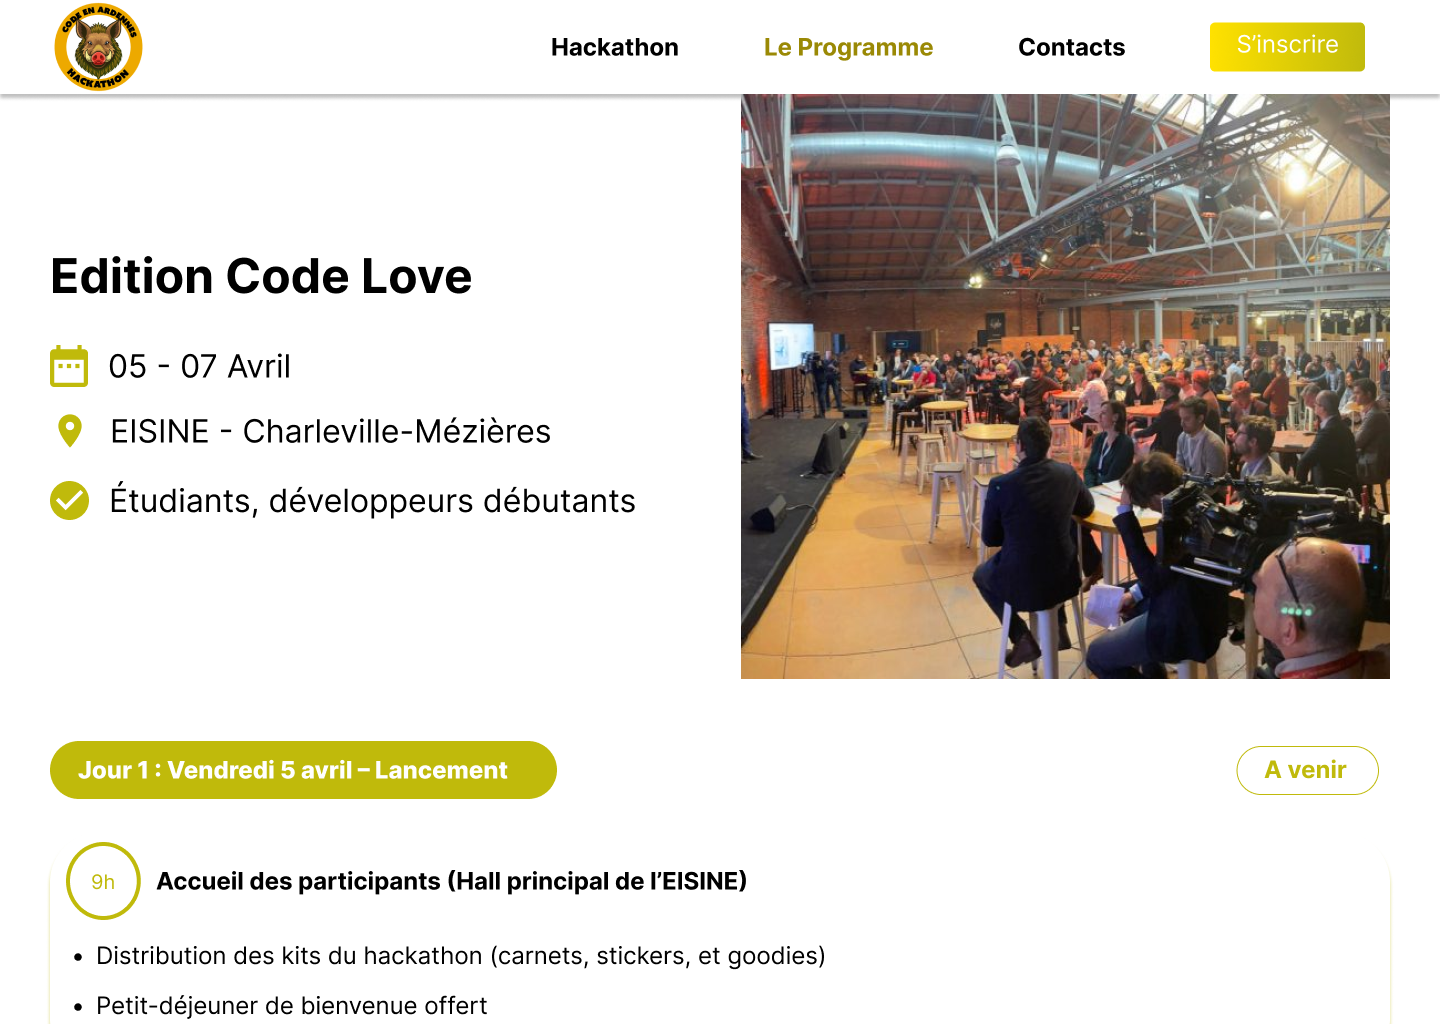 CODE EN ARDENNES
HACKATHON
Hackathon
Le Programme
Contacts
S’inscrire
Edition Code Love
05 - 07 Avril
EISINE - Charleville-Mézières
Étudiants, développeurs débutants
Jour 1 : Vendredi 5 avril – Lancement
A venir
9h
Accueil des participants (Hall principal de l’EISINE)
• Distribution des kits du hackathon (carnets, stickers, et goodies)
• Petit-déjeuner de bienvenue offert